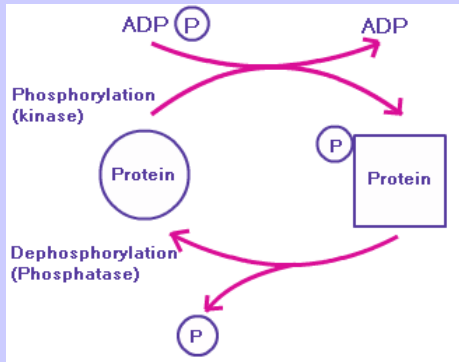 ADP P
ADP
Phosphorylation
(kinase)
P
Protein
Protein
Dephosphorylation
(Phosphatase)
P